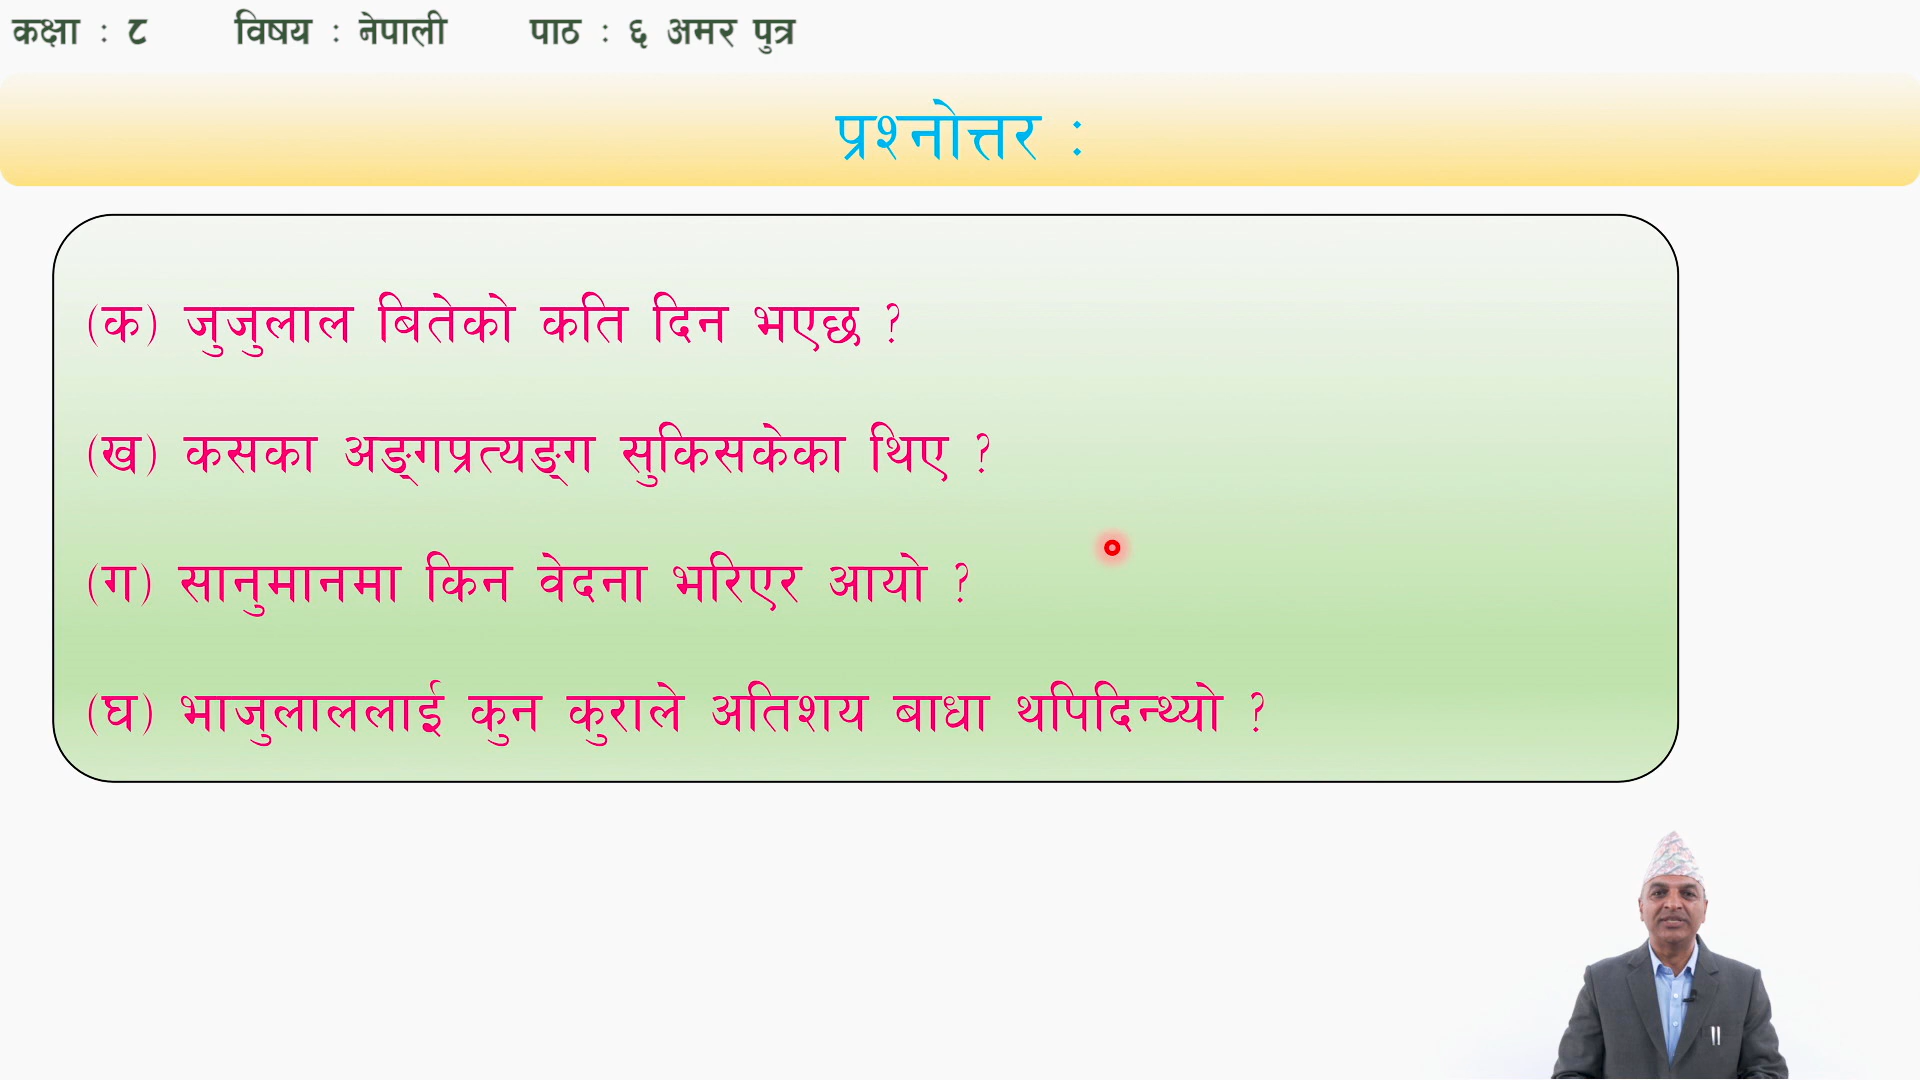 कक्षा : ८ विषय : नेपाली पाठ : ६ अमर पुत्र
प्रश्नोत्तर :
(क) जुजुलाल बितेको कति दिन भएछ ?
(ख) कसका अङ्गप्रत्यङ्ग सुकिसकेका थिए ?
(ग) सानुमानमा किन वेदना भरिएर आयो ?
(घ) भाजुलाललाई कुन कुराले अतिशय बाधा थपिदिन्थ्यो ?